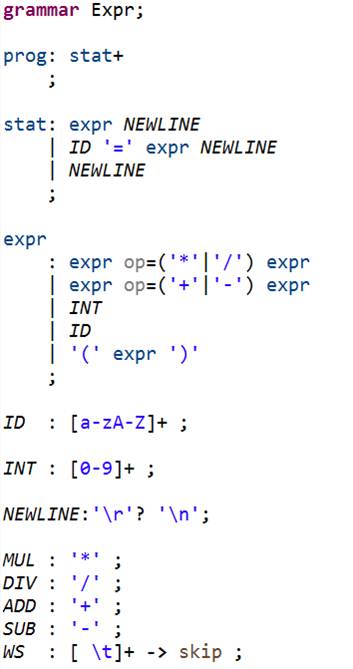 grammar Expr;
prog: stat+
;
stat: expr NEWLINE
| ID '=' expr NEWLINE
| NEWLINE
;
expr
: expr op=('*'|'/') expr
| expr op=('+'|'-') expr
| INT
| ID
| '(' expr ')'
;
ID : [a-zA-Z]+ ;
INT : [0-9]+ ;
NEWLINE:'\r'? '\n';
MUL : '*' ;
DIV : '/' ;
ADD : '+' ;
SUB : '-' ;
WS : [ \t]+ -> skip ;